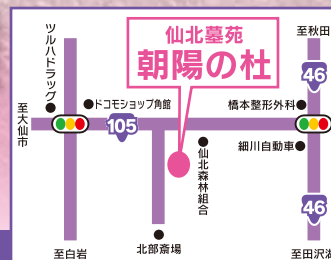 仙北墓苑
朝陽の杜
至秋田
46
ツルハドラッグ
ドコモショップ角館
橋本整形外科
至大仙市
105
仙北森林組合
細川自動車
46
至白岩
北部斎場
至田沢湖